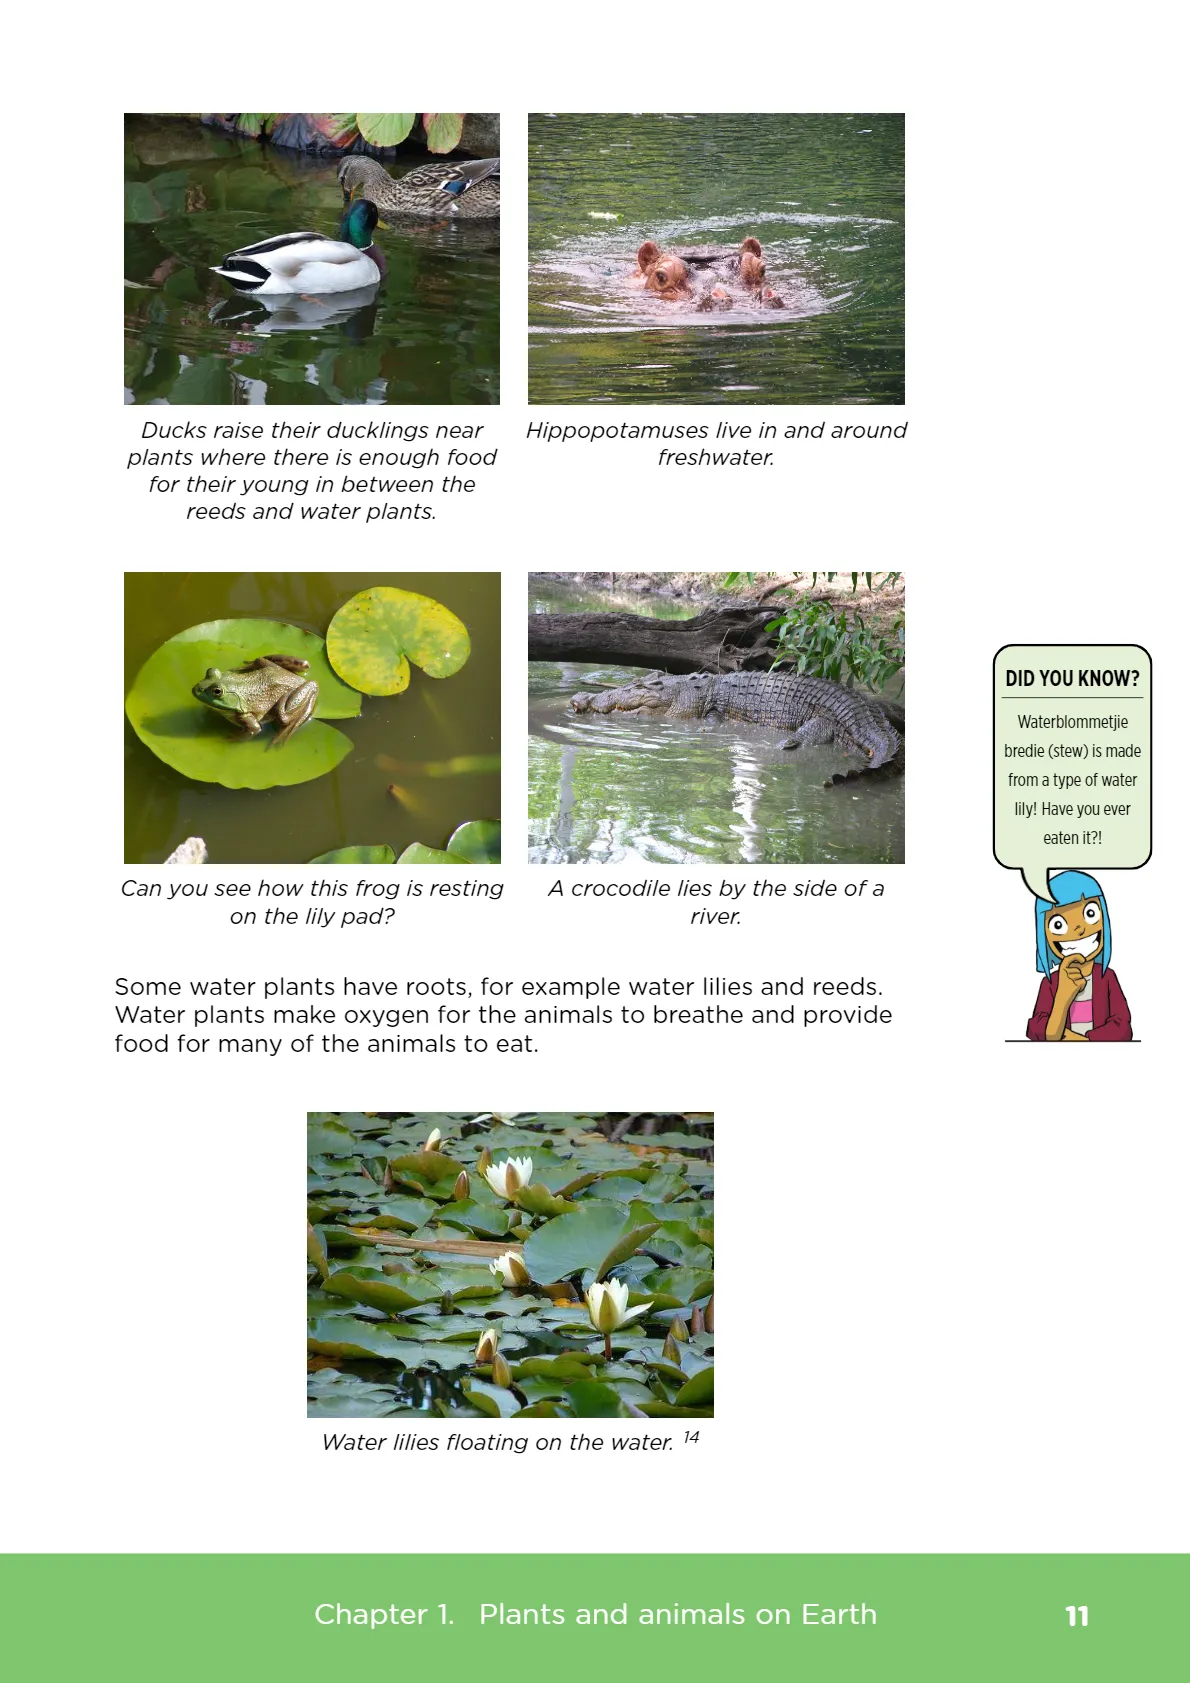 Ducks raise their ducklings near
plants where there is enough food
for their young in between the
reeds and water plants.
Hippopotamuses live in and around
freshwater.
Can you see how this frog is resting
on the lily pad?
A crocodile lies by the side of a
river.
DID YOU KNOW?
Waterblommetjie
bredie (stew) is made
from a type of water
lily! Have you ever
eaten it?!
Some water plants have roots, for example water lilies and reeds.
Water plants make oxygen for the animals to breathe and provide
food for many of the animals to eat.
Water lilies floating on the water. 14
Chapter 1. Plants and animals on Earth 11